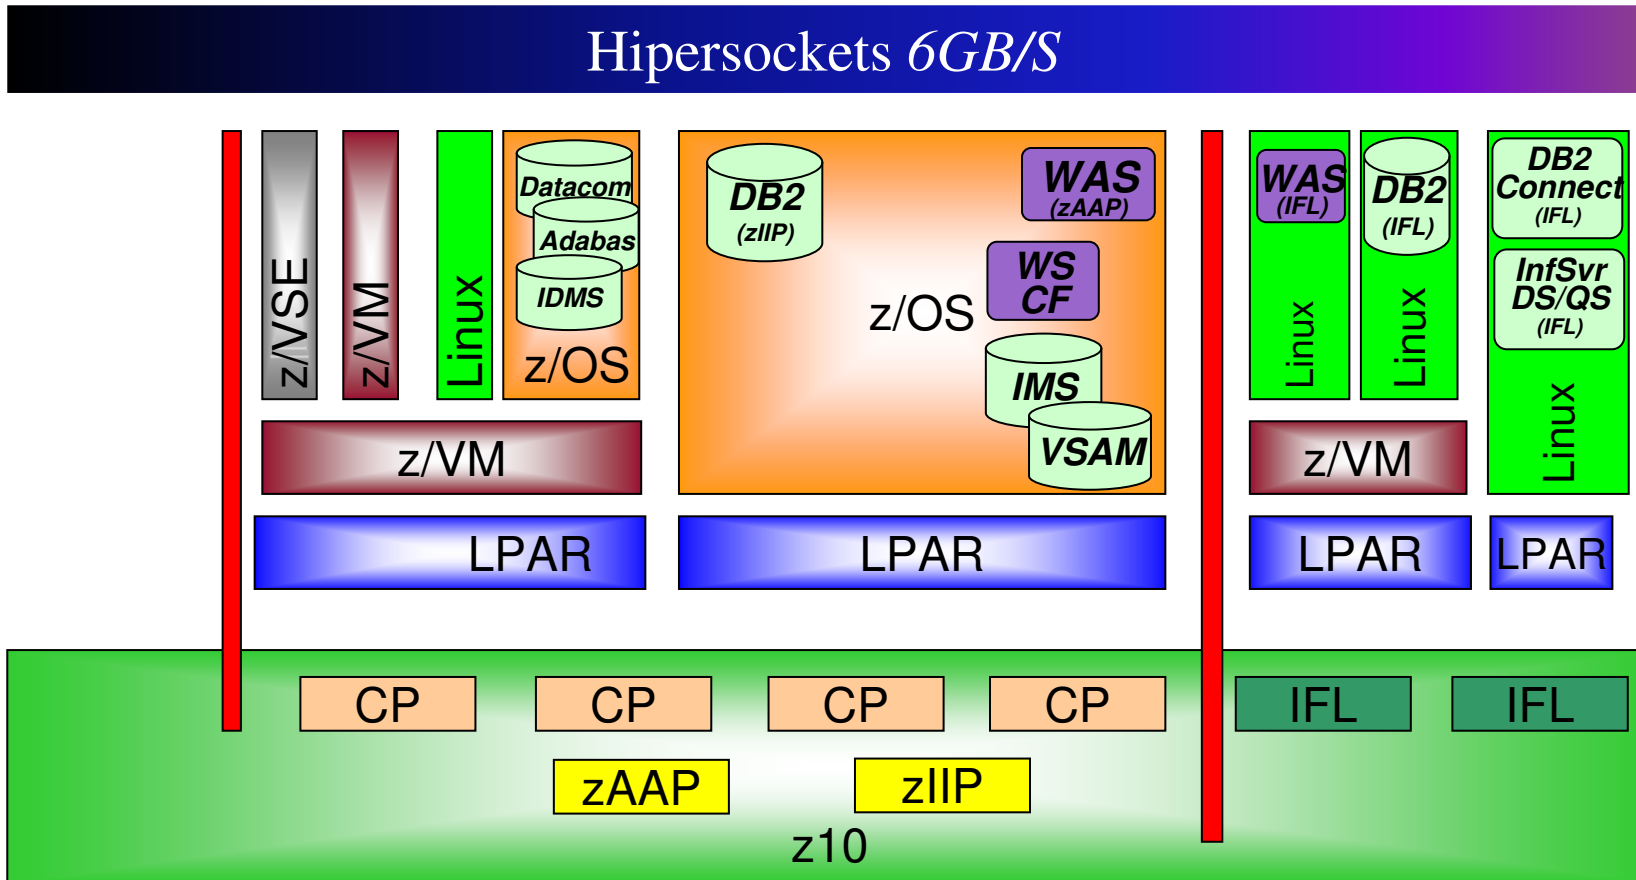 Hipersockets 6GB/S
z/VSE
z/VM
Linux
Datacom
Adabas
IDMS
z/OS
z/VM
LPAR
DB2
(zIIP)
WAS
(zAAP)
WS
CF
z/OS
IMS
VSAM
LPAR
WAS
(IFL)
Linux
DB2
(IFL)
Linux
z/VM
LPAR
DB2
Connect
(IFL)
InfSvr
DS/QS
(IFL)
Linux
LPAR
CP
CP
CP
CP
IFL
IFL
zAAP
zIIP
z10